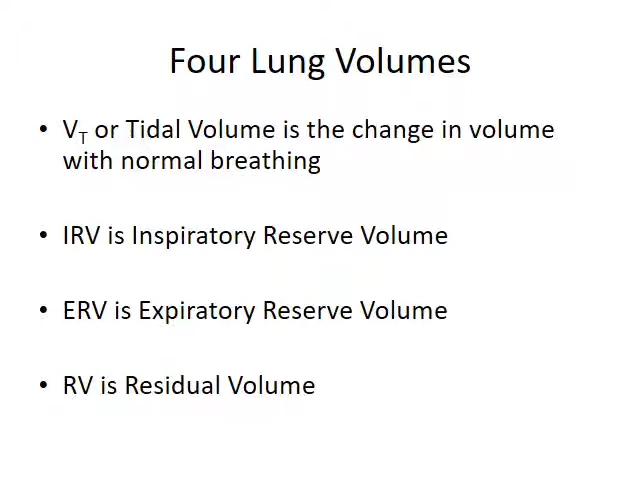 Four Lung Volumes
• V_T or Tidal Volume is the change in volume
with normal breathing
• IRV is Inspiratory Reserve Volume
• ERV is Expiratory Reserve Volume
• RV is Residual Volume